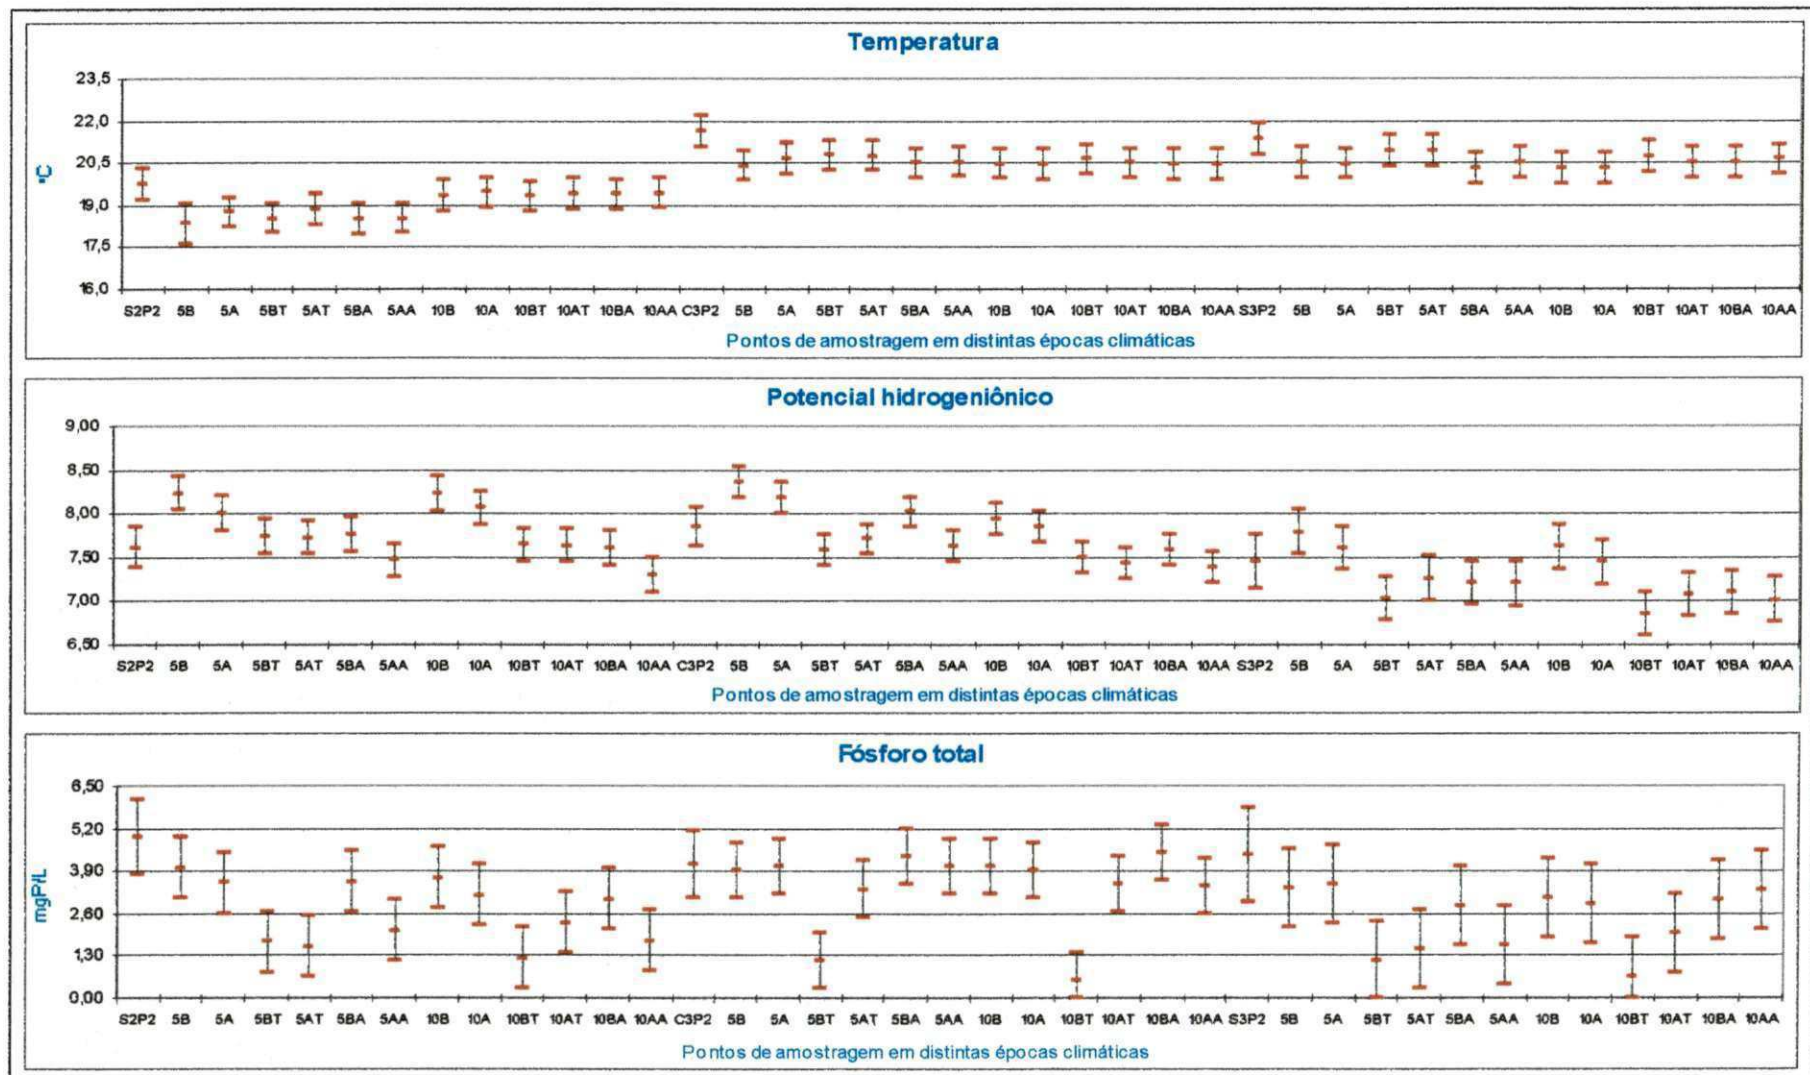 Temperatura
23,5
22,0
20,5
19,0
17,5
16,0
°C
S2P2 5B 5A 5BT 5AT 5BA 5AA 10B 10A 10BT 10AT 10BA 10AA C3P2 5B 5A 5BT 5AT 5BA 5AA 10B 10A 10BT 10AT 10BA 10AA S3P2 5B 5A 5BT 5AT 5BA 5AA 10B 10A 10BT 10AT 10BA 10AA
Pontos de amostragem em distintas épocas climáticas
Potencial hidrogeniônico
9,00
8,50
8,00
7,50
7,00
6,50
S2P2 5B 5A 5BT 5AT 5BA 5AA 10B 10A 10BT 10AT 10BA 10AA C3P2 5B 5A 5BT 5AT 5BA 5AA 10B 10A 10BT 10AT 10BA 10AA S3P2 5B 5A 5BT 5AT 5BA 5AA 10B 10A 10BT 10AT 10BA 10AA
Pontos de amostragem em distintas épocas climáticas
Fósforo total
6,50
5,20
3,90
2,60
1,30
0,00
mgP/L
S2P2 5B 5A 5BT 5AT 5BA 5AA 10B 10A 10BT 10AT 10BA 10AA C3P2 5B 5A 5BT 5AT 5BA 5AA 10B 10A 10BT 10AT 10BA 10AA S3P2 5B 5A 5BT 5AT 5BA 5AA 10B 10A 10BT 10AT 10BA 10AA
Pontos de amostragem em distintas épocas climáticas